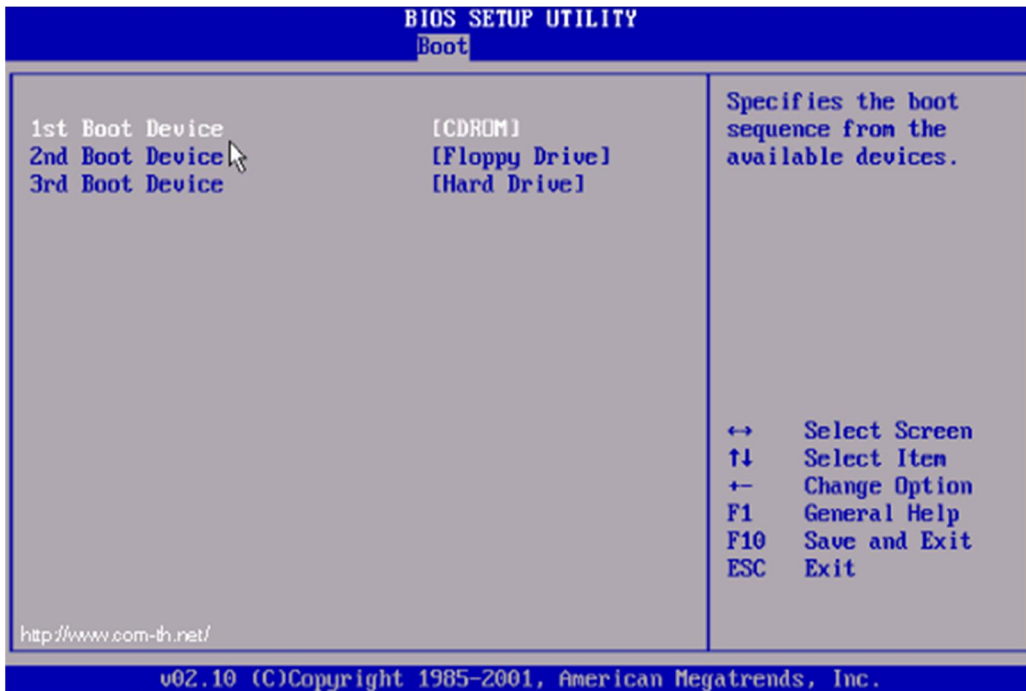 BIOS SETUP UTILITY
Boot
1st Boot Device [CDROM]
2nd Boot Device [Floppy Drive]
3rd Boot Device [Hard Drive]
Specifies the boot
sequence from the
available devices.
↔ Select Screen
↑↓ Select Item
+- Change Option
F1 General Help
F10 Save and Exit
ESC Exit
http://www.com-th.net/
v02.10 (C)Copyright 1985-2001, American Megatrends, Inc.